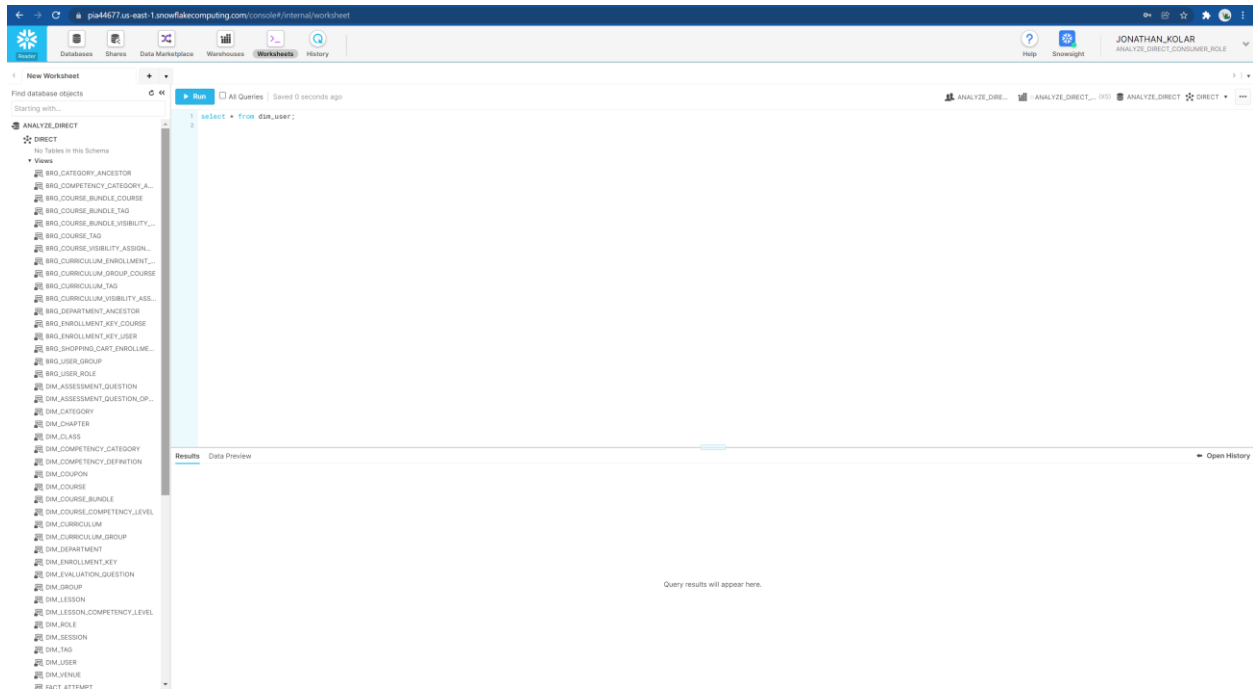 pia44677.us-east-1.snowflakecomputing.com/console#/internal/worksheet
Reader
Databases
Shares
Data Marketplace
Warehouses
Worksheets
History
Help
Snowsight
JONATHAN_KOLAR
ANALYZE_DIRECT_CONSUMER_ROLE
New Worksheet
Find database objects
Starting with...
ANALYZE_DIRECT
DIRECT
No Tables in this Schema
Views
BRG_CATEGORY_ANCESTOR
BRG_COMPETENCY_CATEGORY_A...
BRG_COURSE_BUNDLE_COURSE
BRG_COURSE_BUNDLE_TAG
BRG_COURSE_BUNDLE_VISIBILITY_...
BRG_COURSE_TAG
BRG_COURSE_VISIBILITY_ASSIGN...
BRG_CURRICULUM_ENROLLMENT_...
BRG_CURRICULUM_GROUP_COURSE
BRG_CURRICULUM_TAG
BRG_CURRICULUM_VISIBILITY_ASS...
BRG_DEPARTMENT_ANCESTOR
BRG_ENROLLMENT_KEY_COURSE
BRG_ENROLLMENT_KEY_USER
BRG_SHOPPING_CART_ENROLLME...
BRG_USER_GROUP
BRG_USER_ROLE
DIM_ASSESSMENT_QUESTION
DIM_ASSESSMENT_QUESTION_OP...
DIM_CATEGORY
DIM_CHAPTER
DIM_CLASS
DIM_COMPETENCY_CATEGORY
DIM_COMPETENCY_DEFINITION
DIM_COUPON
DIM_COURSE
DIM_COURSE_BUNDLE
DIM_COURSE_COMPETENCY_LEVEL
DIM_CURRICULUM
DIM_CURRICULUM_GROUP
DIM_DEPARTMENT
DIM_ENROLLMENT_KEY
DIM_EVALUATION_QUESTION
DIM_GROUP
DIM_LESSON
DIM_LESSON_COMPETENCY_LEVEL
DIM_ROLE
DIM_SESSION
DIM_TAG
DIM_USER
DIM_VENUE
FACT_ATTEMPT
Run All Queries Saved 0 seconds ago
ANALYZE_DIRE... ANALYZE_DIRECT_... (XS) ANALYZE_DIRECT DIRECT
1 select * from dim_user;
2
Results Data Preview
Open History
Query results will appear here.